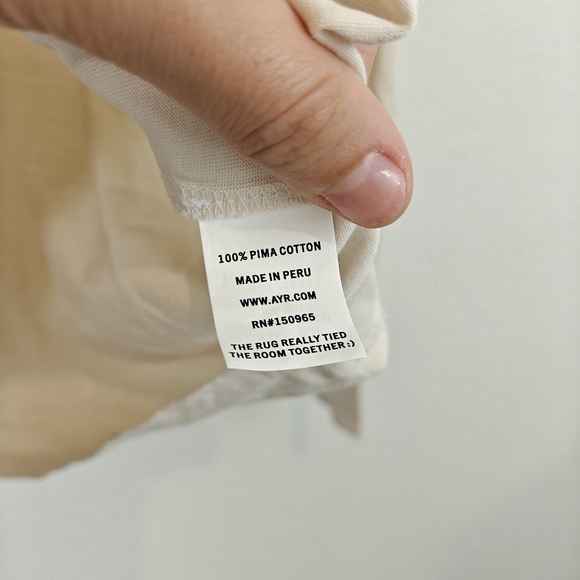 100% PIMA COTTON
MADE IN PERU
WWW.AYR.COM
RN#150965
THE RUG REALLY TIED
THE ROOM TOGETHER:)